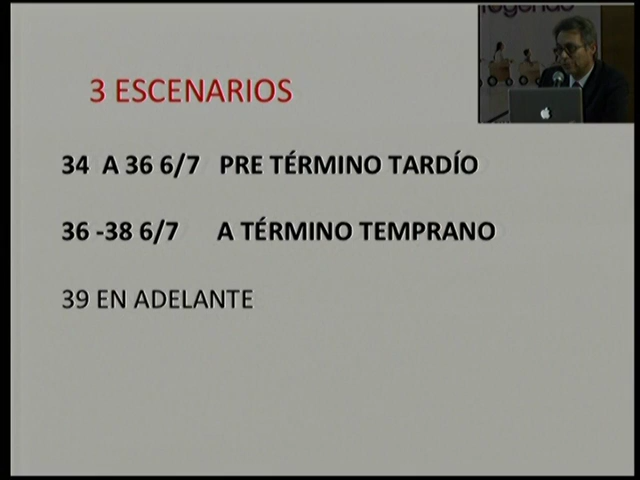 3 ESCENARIOS
34 A 36 6/7 PRE TÉRMINO TARDÍO
36 -38 6/7 A TÉRMINO TEMPRANO
39 EN ADELANTE